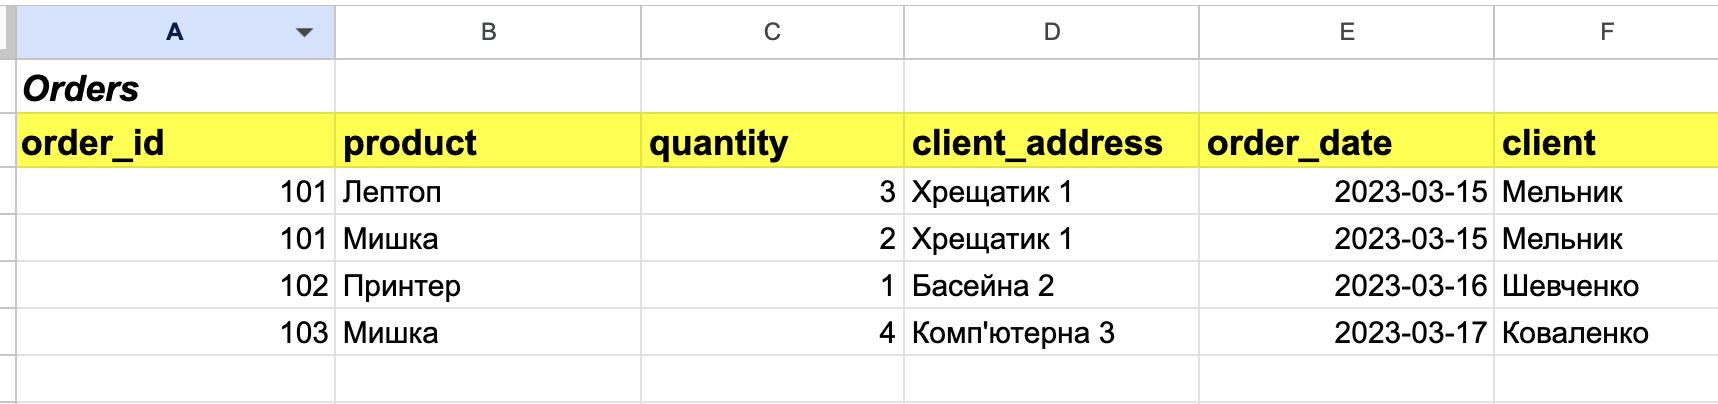 A B C D E F
Orders
order_id product quantity client_address order_date client
101 Лептоп 3 Хрещатик 1 2023-03-15 Мельник
101 Мишка 2 Хрещатик 1 2023-03-15 Мельник
102 Принтер 1 Басейна 2 2023-03-16 Шевченко
103 Мишка 4 Комп'ютерна 3 2023-03-17 Коваленко